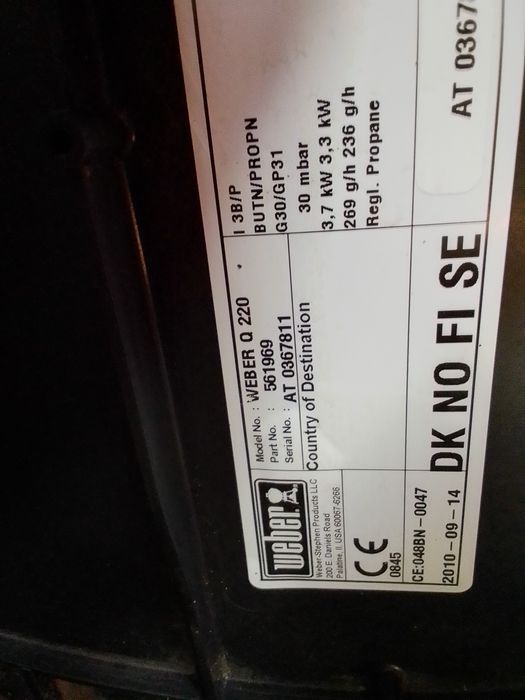 weber
Weber-Stephen Products LLC
200 E. Daniels Road
Palatine, IL USA 60067-6266
CE
0845
CE:048BN-0047
2010-09-14
Model No. : WEBER Q 220
Part No. : 561969
Serial No. : AT 0367811
Country of Destination
DK NO FI SE
I 3B/P
BUTN/PROPN
G30/GP31
30 mbar
3,7 kW 3,3 kW
269 g/h 236 g/h
Regl. Propane
AT 0367